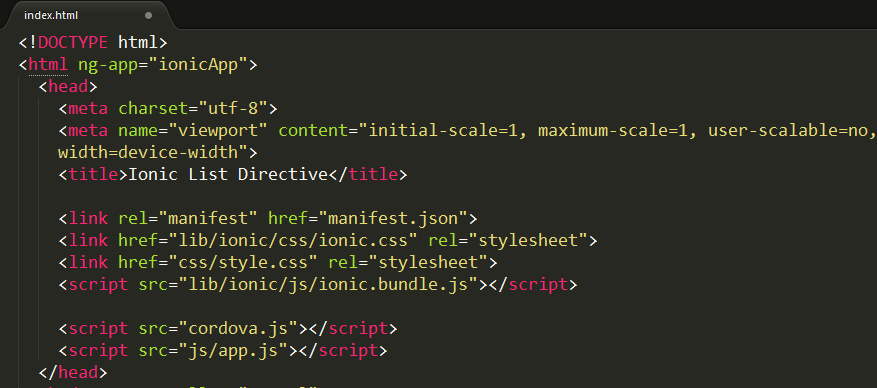 index.html
<!DOCTYPE html>
<html ng-app="ionicApp">
<head>
<meta charset="utf-8">
<meta name="viewport" content="initial-scale=1, maximum-scale=1, user-scalable=no,
width=device-width">
<title>Ionic List Directive</title>
<link rel="manifest" href="manifest.json">
<link href="lib/ionic/css/ionic.css" rel="stylesheet">
<link href="css/style.css" rel="stylesheet">
<script src="lib/ionic/js/ionic.bundle.js"></script>
<script src="cordova.js"></script>
<script src="js/app.js"></script>
</head>